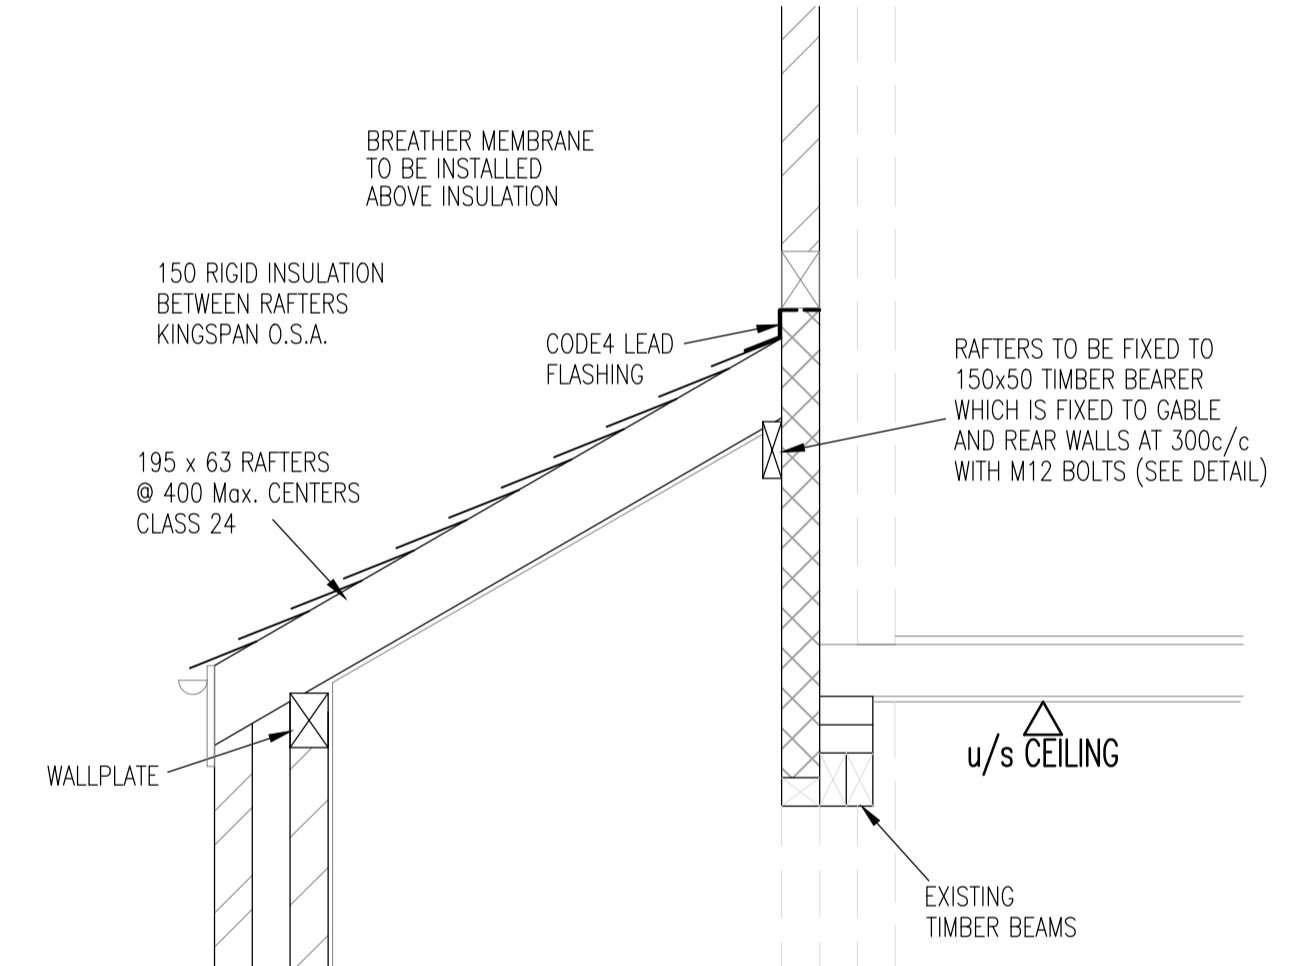 BREATHER MEMBRANE
TO BE INSTALLED
ABOVE INSULATION
150 RIGID INSULATION
BETWEEN RAFTERS
KINGSPAN O.S.A.
CODE4 LEAD
FLASHING
RAFTERS TO BE FIXED TO
150x50 TIMBER BEARER
WHICH IS FIXED TO GABLE
AND REAR WALLS AT 300c/c
WITH M12 BOLTS (SEE DETAIL)
195 x 63 RAFTERS
@ 400 Max. CENTERS
CLASS 24
WALLPLATE
u/s CEILING
EXISTING
TIMBER BEAMS